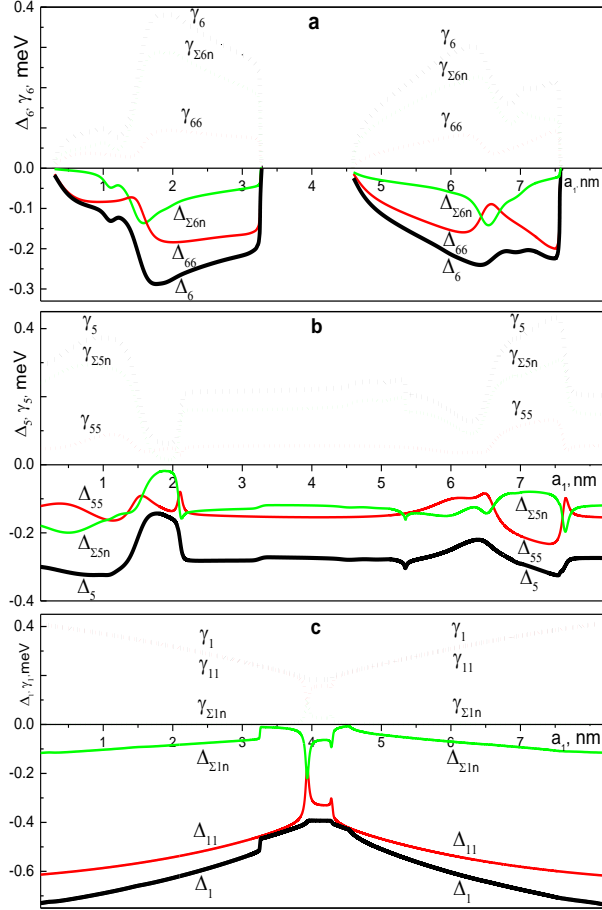 0.4
a
γ6
γ6
γΣ6n
γΣ6n
Δ6, γ6, meV
0.2
γ66
γ66
0.0
1 2 3 4 5 6 7 a1, nm
-0.1
ΔΣ6n
ΔΣ6n
Δ66
Δ66
-0.2
Δ6
Δ6
-0.3
b
γ5
γ5
0.4
γΣ5n
γΣ5n
Δ5, γ5, meV
0.2
γ55
γ55
0.0
1 2 3 4 5 6 7 a1, nm
Δ55
ΔΣ5n
-0.2
ΔΣ5n
Δ55
Δ5
Δ5
-0.4
c
0.4
γ1
γ1
γ11
γ11
Δ1, γ1, meV
0.2
γΣ1n
γΣ1n
0.0
1 2 3 4 5 6 7 a1, nm
ΔΣ1n
ΔΣ1n
-0.2
-0.4
Δ11
Δ11
-0.6
Δ1
Δ1